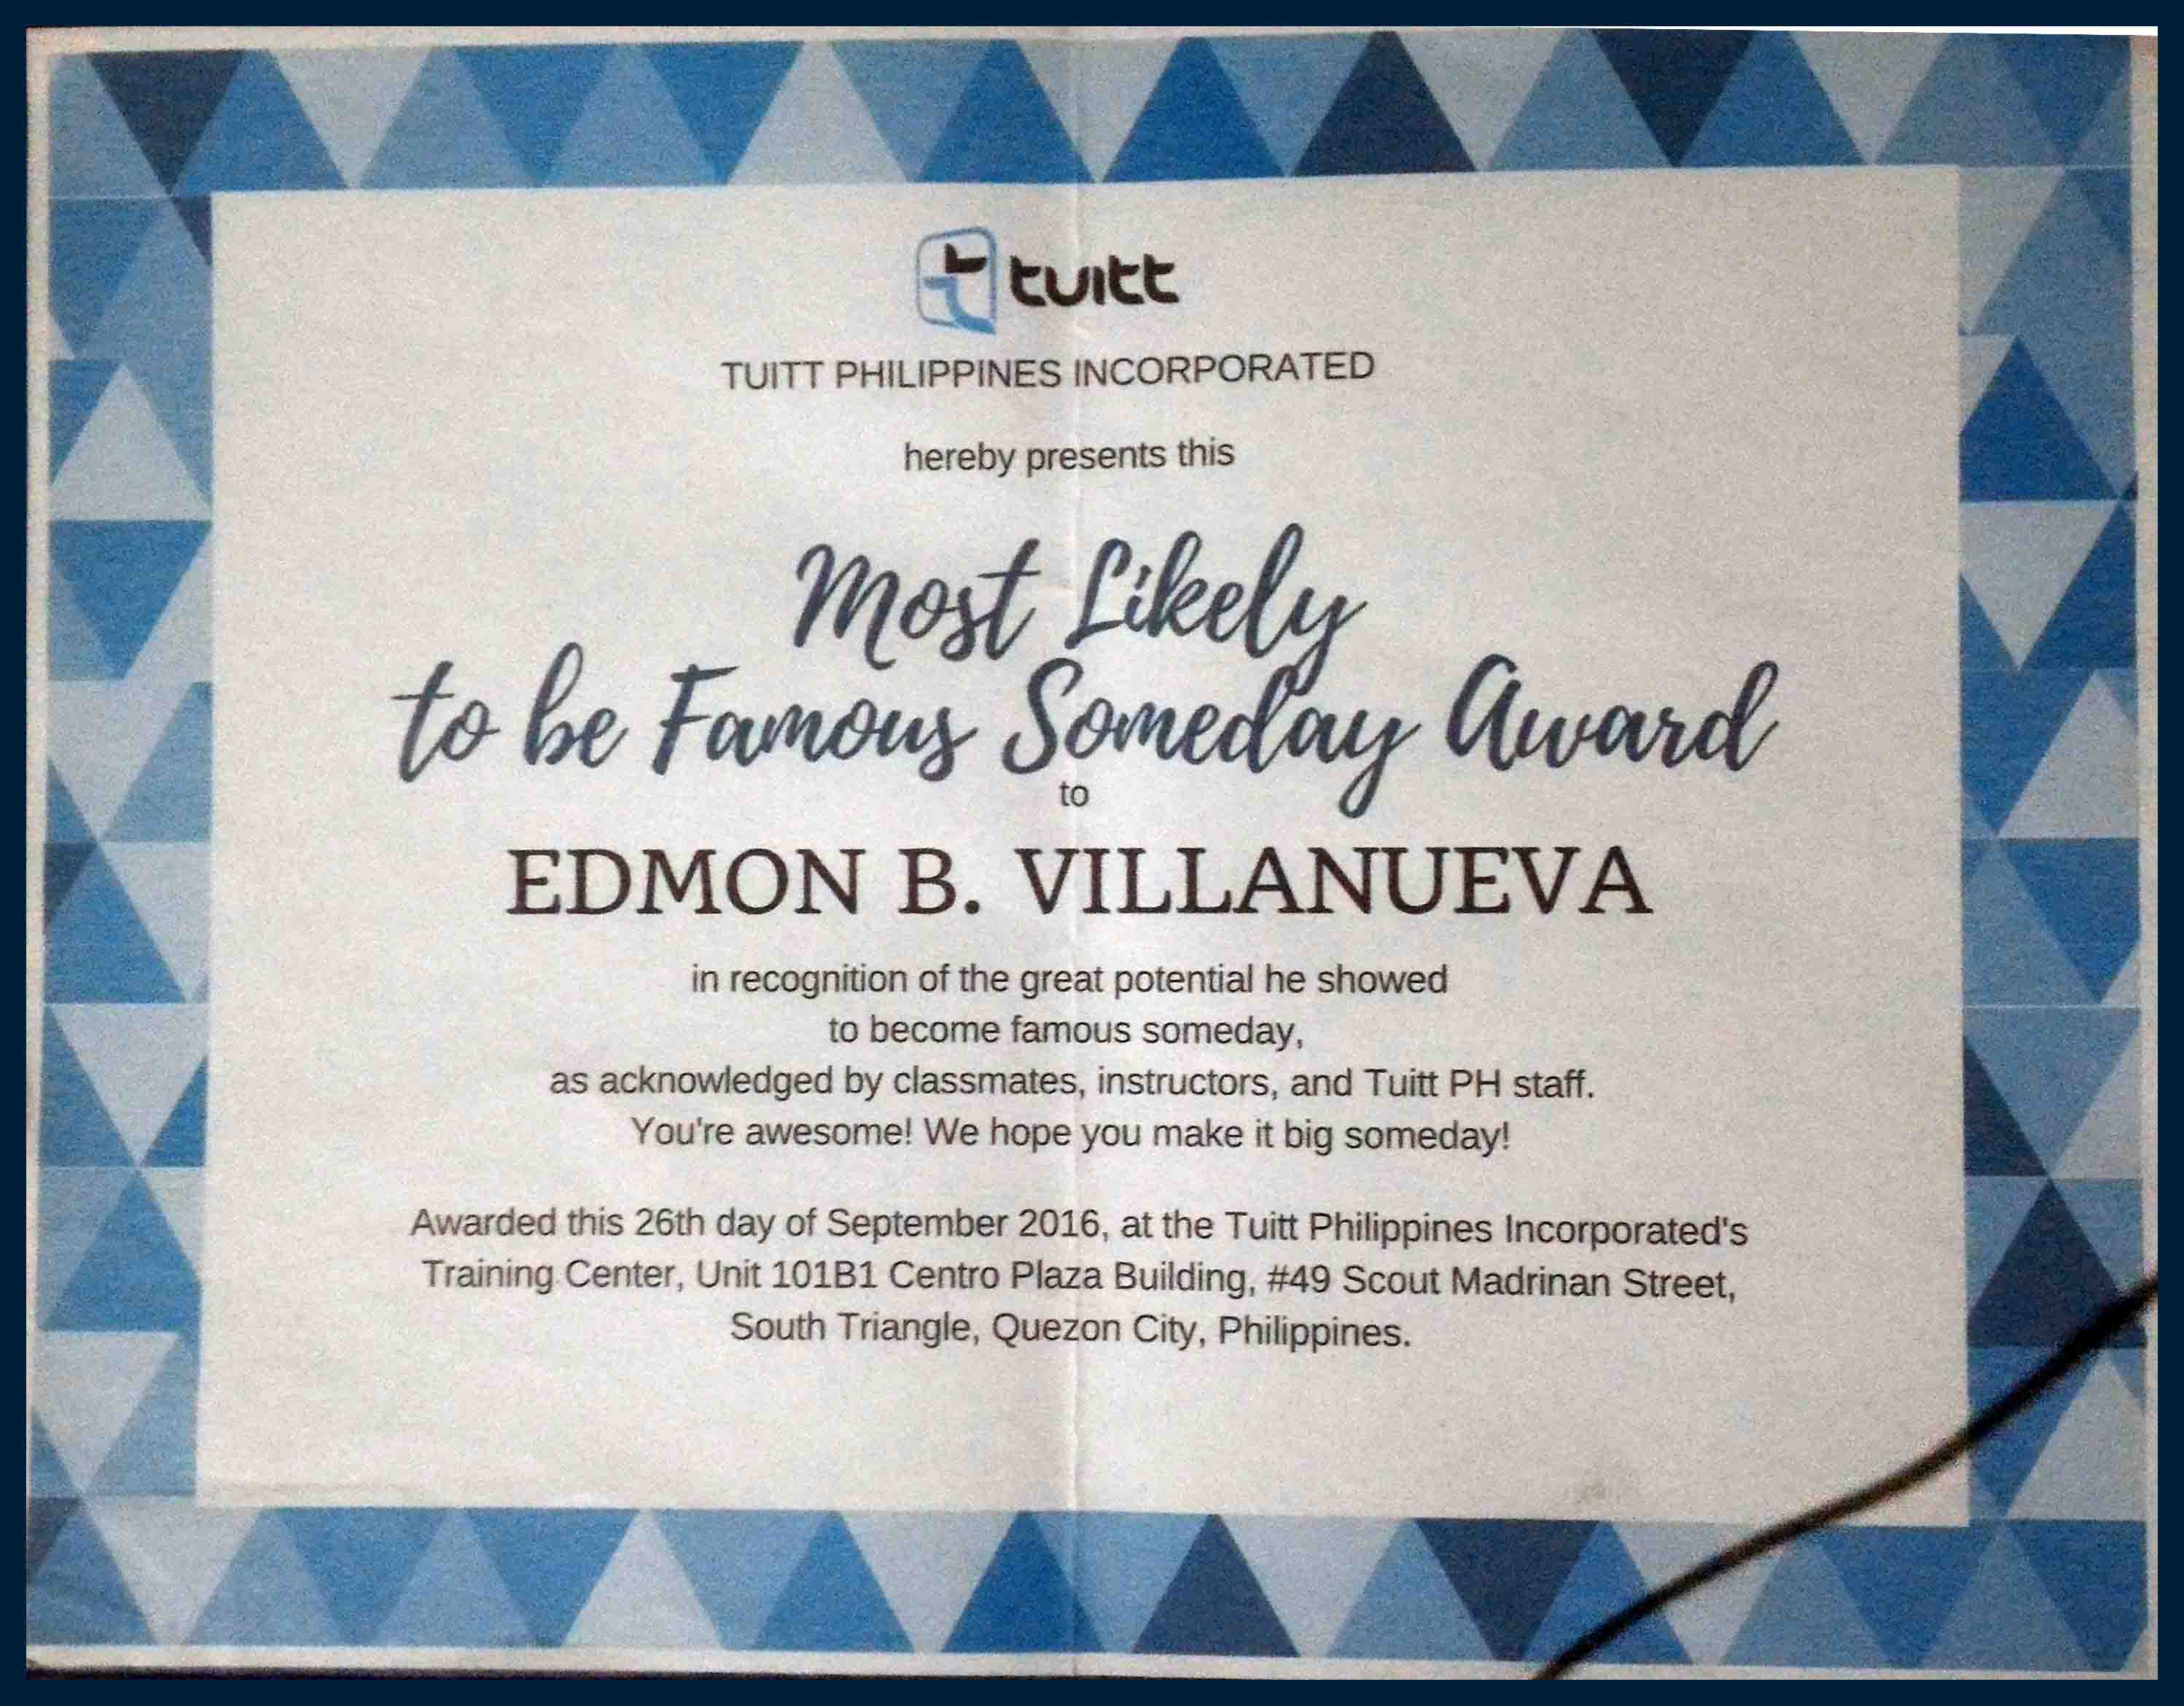 tuitt
TUITT PHILIPPINES INCORPORATED
hereby presents this
Most Likely
to be Famous Someday Award
to
EDMON B. VILLANUEVA
in recognition of the great potential he showed
to become famous someday,
as acknowledged by classmates, instructors, and Tuitt PH staff.
You're awesome! We hope you make it big someday!
Awarded this 26th day of September 2016, at the Tuitt Philippines Incorporated's
Training Center, Unit 101B1 Centro Plaza Building, #49 Scout Madrinan Street,
South Triangle, Quezon City, Philippines.